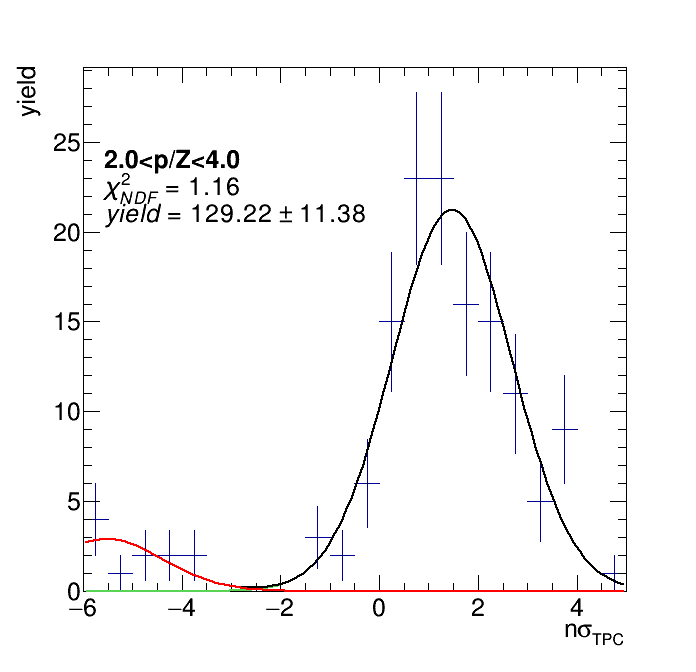 yield
25
20
15
10
5
0
2.0<p/Z<4.0
χ²NDF = 1.16
yield = 129.22 ± 11.38
−6 −4 −2 0 2 4
nσTPC